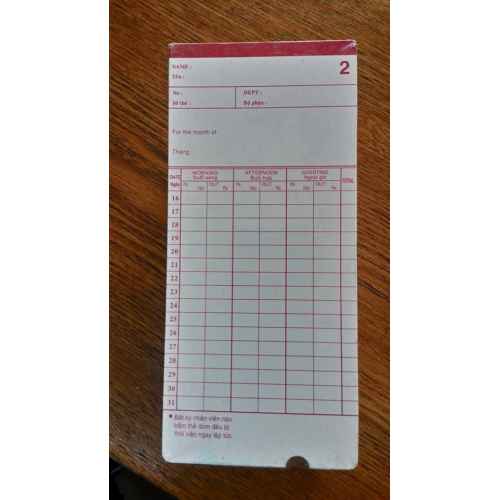 NAME :
2
Tên :
No :
DEPT :
Số thẻ :
Bộ phận :
For the month of
Tháng
DATE
MORNING
AFTERNOON
OVERTIME
TOTAL
Ngày
Buổi sáng
Buổi trưa
Ngoài giờ
IN
OUT
IN
OUT
IN
OUT
Vào
Ra
Vào
Ra
Vào
Ra
16
17
18
19
20
21
22
23
24
25
26
27
28
29
30
31
Bất kỳ nhân viên nào
bấm thẻ dùm đều bị
thôi việc ngay lập tức